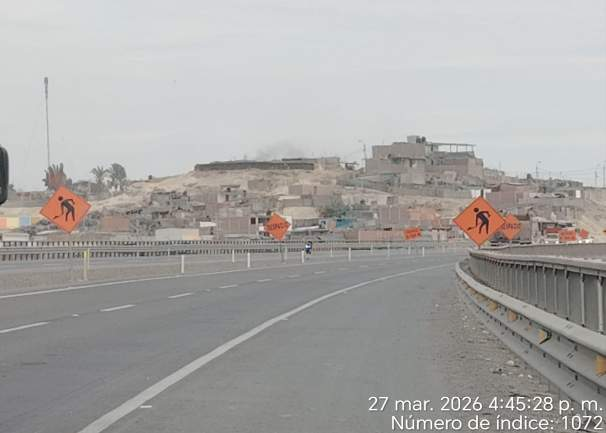 27 mar. 2026 4:45:28 p. m.
Número de índice: 1072